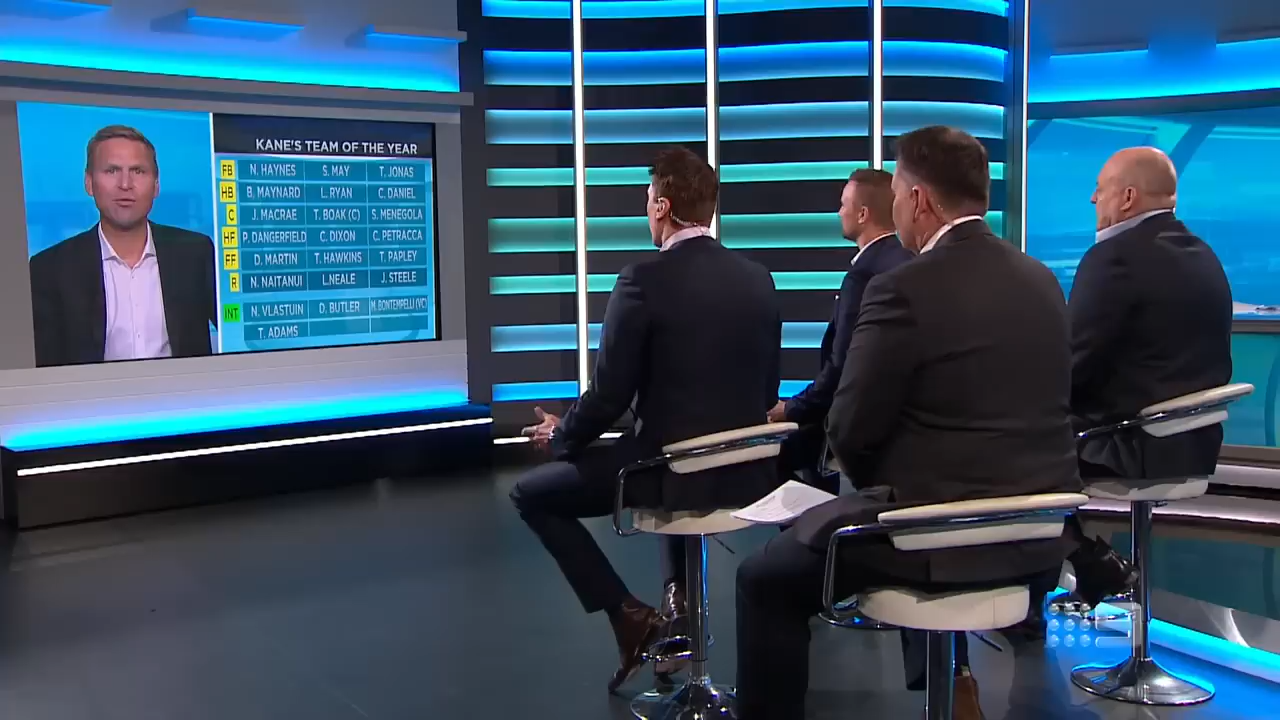 KANE'S TEAM OF THE YEAR
FB N. HAYNES S. MAY T. JONAS
HB B. MAYNARD L. RYAN C. DANIEL
C J. MACRAE T. BOAK (C) S. MENEGOLA
HF P. DANGERFIELD C. DIXON C. PETRACCA
FF D. MARTIN T. HAWKINS T. PAPLEY
R N. NAITANUI L.NEALE J. STEELE
INT N. VLASTUIN D. BUTLER M. BONTEMPELLI (VC)
T. ADAMS